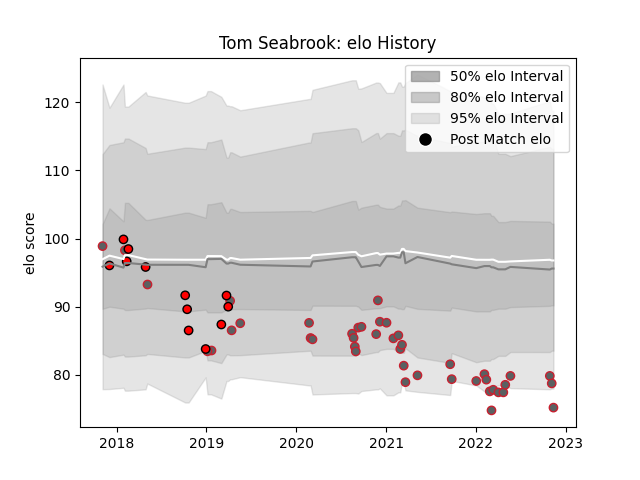 Tom Seabrook: elo History
50% elo Interval
80% elo Interval
95% elo Interval
Post Match elo
elo score
120
110
100
90
80
2018 2019 2020 2021 2022 2023